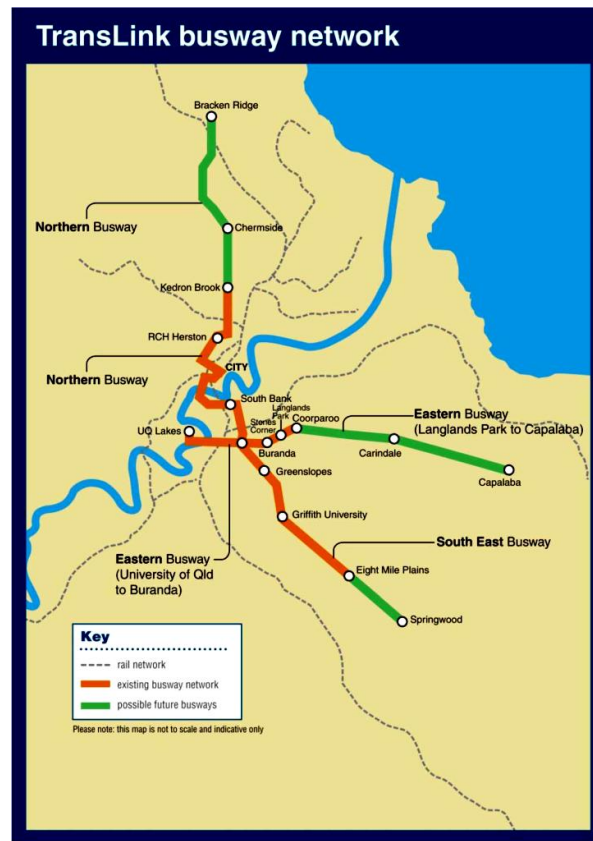 TransLink busway network
Bracken Ridge
Northern Busway
Chermside
Kedron Brook
RCH Herston
CITY
Northern Busway
South Bank
Langlands
Park
Stones
Corner
Coorparoo
Eastern Busway
(Langlands Park to Capalaba)
UQ Lakes
Buranda
Carindale
Greenslopes
Capalaba
Griffith University
South East Busway
Eastern Busway
(University of Qld
to Buranda)
Eight Mile Plains
Springwood
Key
rail network
existing busway network
possible future busways
Please note: this map is not to scale and indicative only